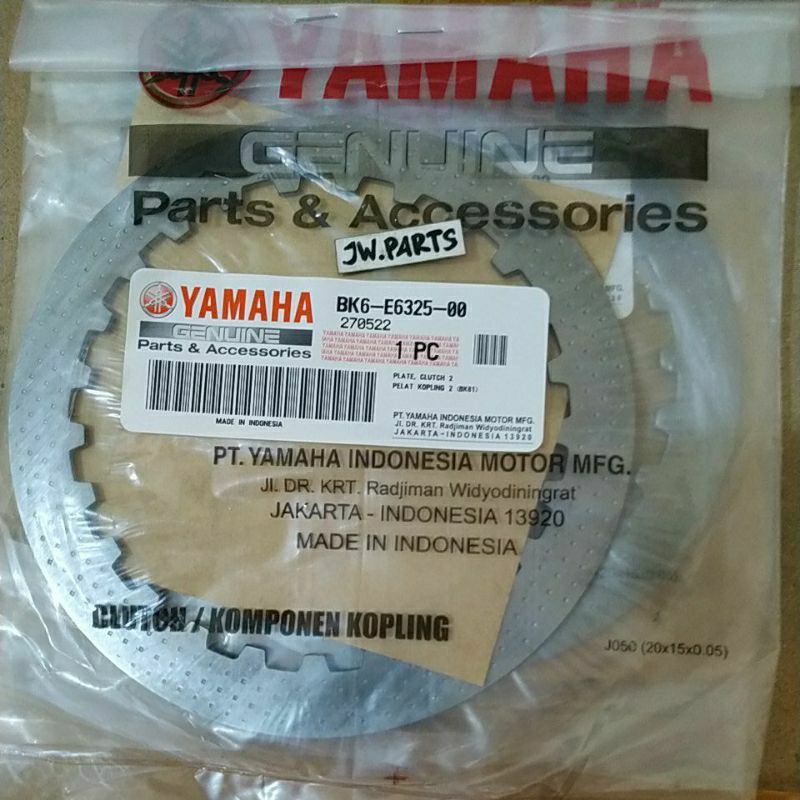 YAMAHA
GENUINE
Parts & Accessories
JW.PARTS
YAMAHA
GENUINE
Parts & Accessories
BK6-E6325-00
270522
1 PC
PLATE, CLUTCH 2
PELAT KOPLING 2 (BK61)
MADE IN INDONESIA
PT. YAMAHA INDONESIA MOTOR MFG.
Jl. DR. KRT. Radjiman Widyodiningrat
JAKARTA - INDONESIA 13920
PT. YAMAHA INDONESIA MOTOR MFG.
Jl. DR. KRT. Radjiman Widyodiningrat
JAKARTA - INDONESIA 13920
MADE IN INDONESIA
CLUTCH / KOMPONEN KOPLING
J050 (20x15x0.05)